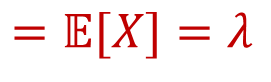 = 𝔼[X] = λ